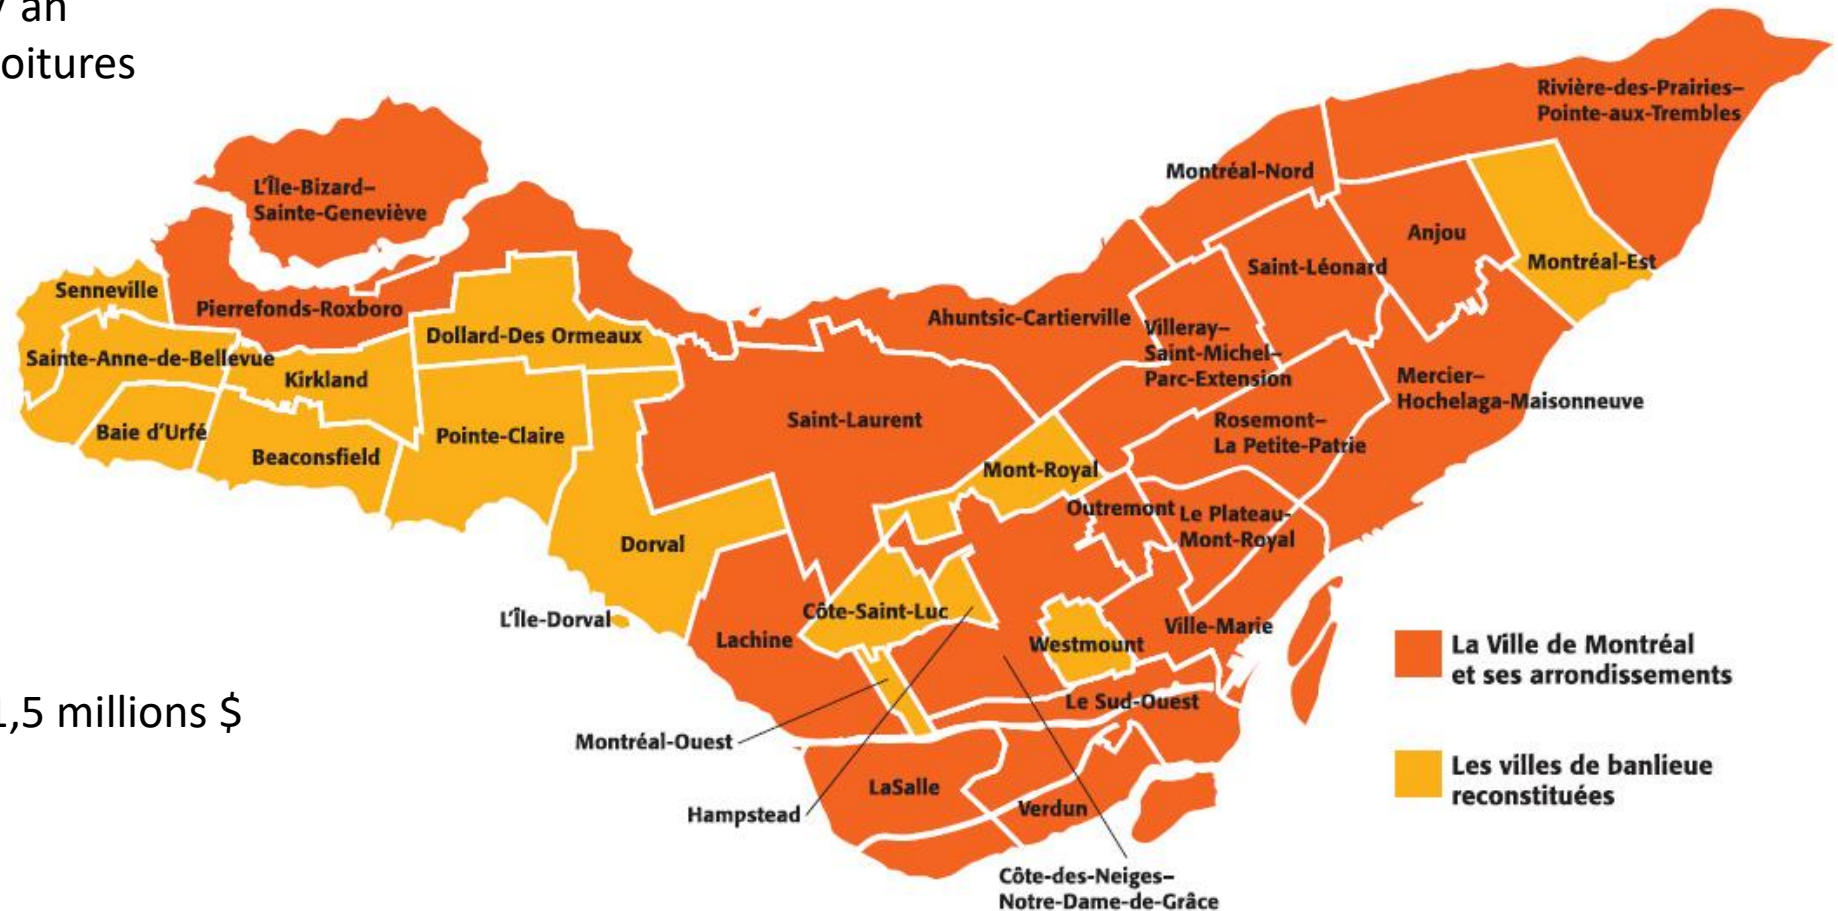 / an
oitures
Rivière-des-Prairies–
Pointe-aux-Trembles
Montréal-Nord
L'Île-Bizard–
Sainte-Geneviève
Anjou
Montréal-Est
Saint-Léonard
Senneville
Pierrefonds-Roxboro
Ahuntsic-Cartierville
Villeray–
Saint-Michel–
Parc-Extension
Dollard-Des Ormeaux
Sainte-Anne-de-Bellevue
Kirkland
Mercier–
Hochelaga-Maisonneuve
Saint-Laurent
Rosemont–
La Petite-Patrie
Baie d'Urfé
Pointe-Claire
Beaconsfield
Mont-Royal
Outremont
Le Plateau-
Mont-Royal
Dorval
L'Île-Dorval
Côte-Saint-Luc
Lachine
Westmount
Ville-Marie
La Ville de Montréal
et ses arrondissements
Le Sud-Ouest
1,5 millions $
Montréal-Ouest
Les villes de banlieue
reconstituées
LaSalle
Hampstead
Verdun
Côte-des-Neiges–
Notre-Dame-de-Grâce